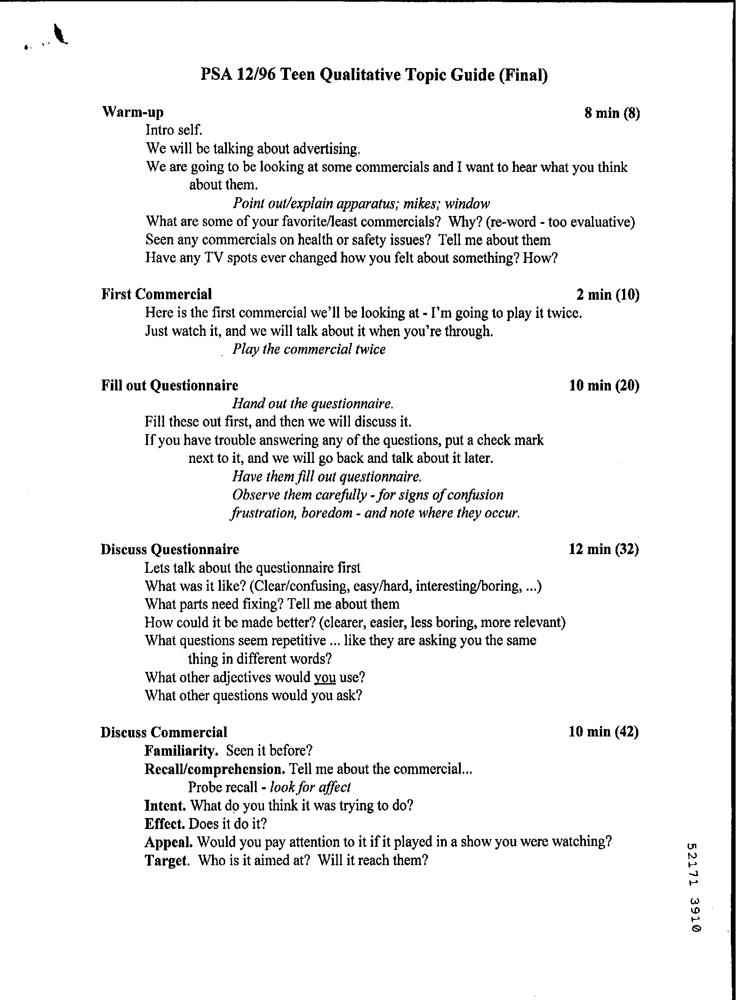 PSA 12/96 Teen Qualitative Topic Guide (Final)
Warm-up 8 min (8)
Intro self.
We will be talking about advertising.
We are going to be looking at some commercials and I want to hear what you think
about them.
Point out/explain apparatus; mikes; window
What are some of your favorite/least commercials? Why? (re-word - too evaluative)
Seen any commercials on health or safety issues? Tell me about them
Have any TV spots ever changed how you felt about something? How?
First Commercial 2 min (10)
Here is the first commercial we'll be looking at - I'm going to play it twice.
Just watch it, and we will talk about it when you're through.
Play the commercial twice
Fill out Questionnaire 10 min (20)
Hand out the questionnaire.
Fill these out first, and then we will discuss it.
If you have trouble answering any of the questions, put a check mark
next to it, and we will go back and talk about it later.
Have them fill out questionnaire.
Observe them carefully - for signs of confusion
frustration, boredom - and note where they occur.
Discuss Questionnaire 12 min (32)
Lets talk about the questionnaire first
What was it like? (Clear/confusing, easy/hard, interesting/boring, ...)
What parts need fixing? Tell me about them
How could it be made better? (clearer, easier, less boring, more relevant)
What questions seem repetitive ... like they are asking you the same
thing in different words?
What other adjectives would you use?
What other questions would you ask?
Discuss Commercial 10 min (42)
Familiarity. Seen it before?
Recall/comprehension. Tell me about the commercial...
Probe recall - look for affect
Intent. What do you think it was trying to do?
Effect. Does it do it?
Appeal. Would you pay attention to it if it played in a show you were watching?
Target. Who is it aimed at? Will it reach them?
52171 3910